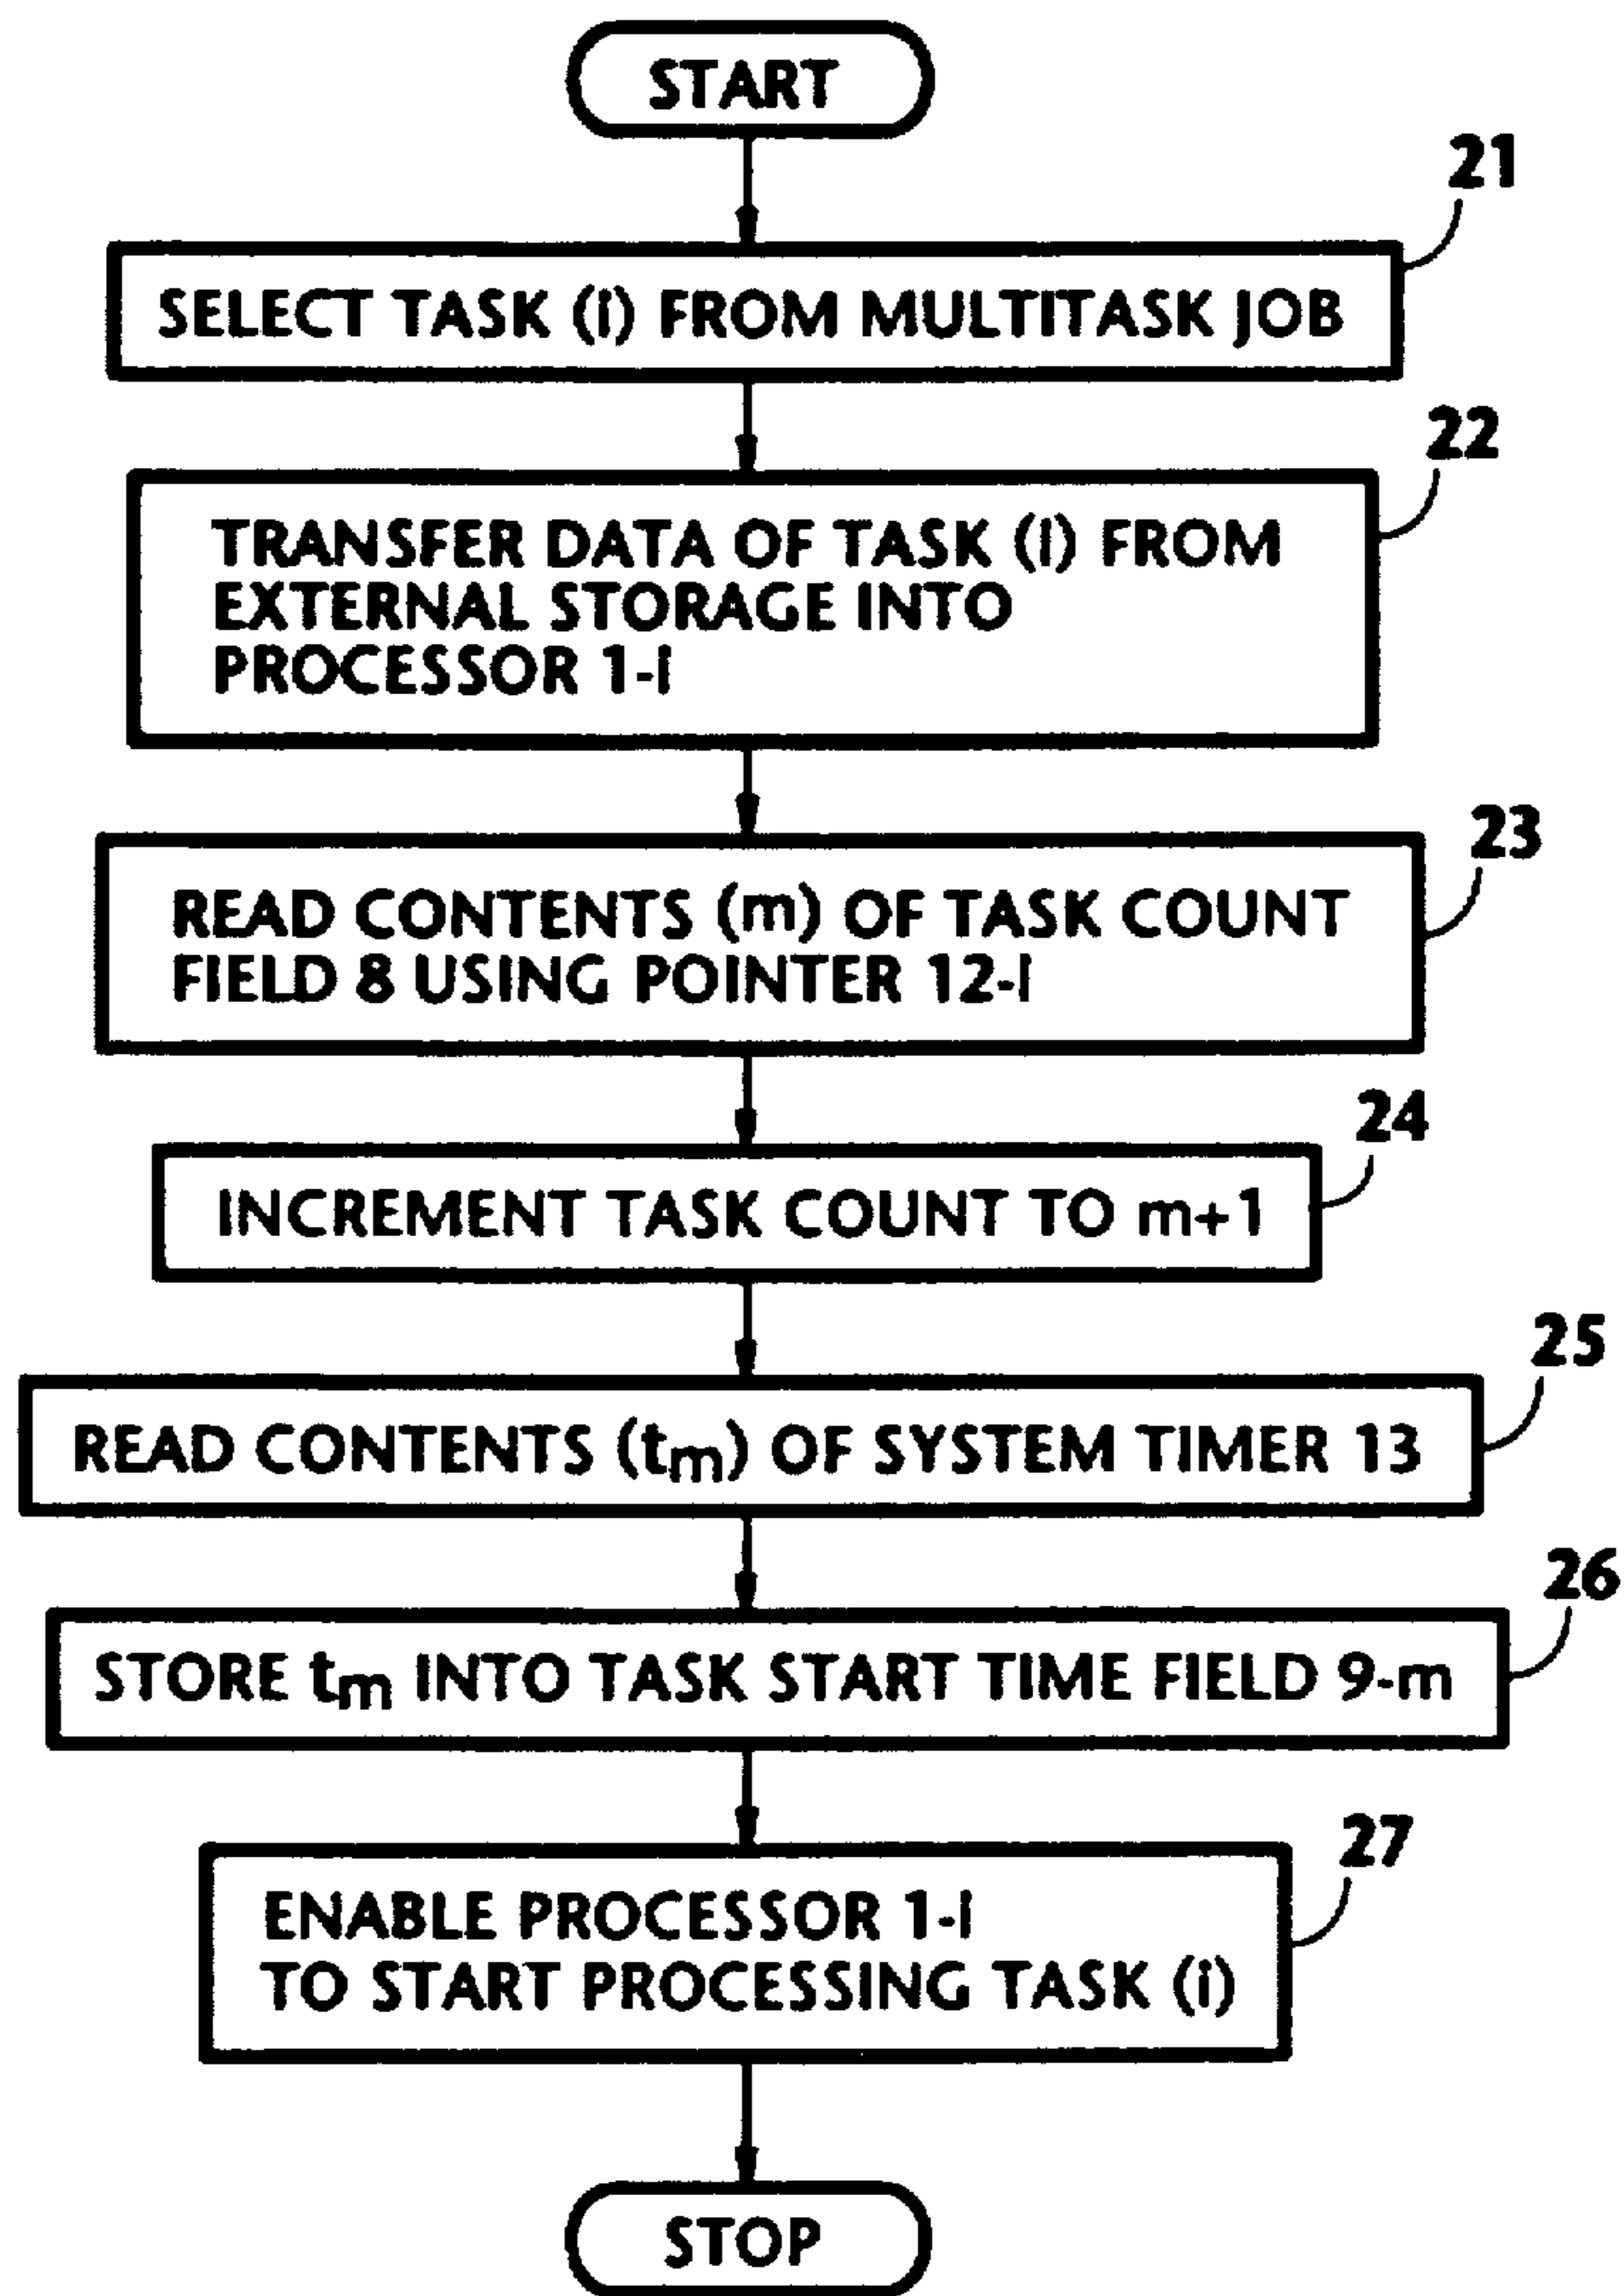 START
21
SELECT TASK (i) FROM MULTITASK JOB
22
TRANSFER DATA OF TASK (i) FROM
EXTERNAL STORAGE INTO
PROCESSOR 1-i
23
READ CONTENTS (m) OF TASK COUNT
FIELD 8 USING POINTER 12-i
24
INCREMENT TASK COUNT TO m+1
25
READ CONTENTS (tm) OF SYSTEM TIMER 13
26
STORE tm INTO TASK START TIME FIELD 9-m
27
ENABLE PROCESSOR 1-i
TO START PROCESSING TASK (i)
STOP